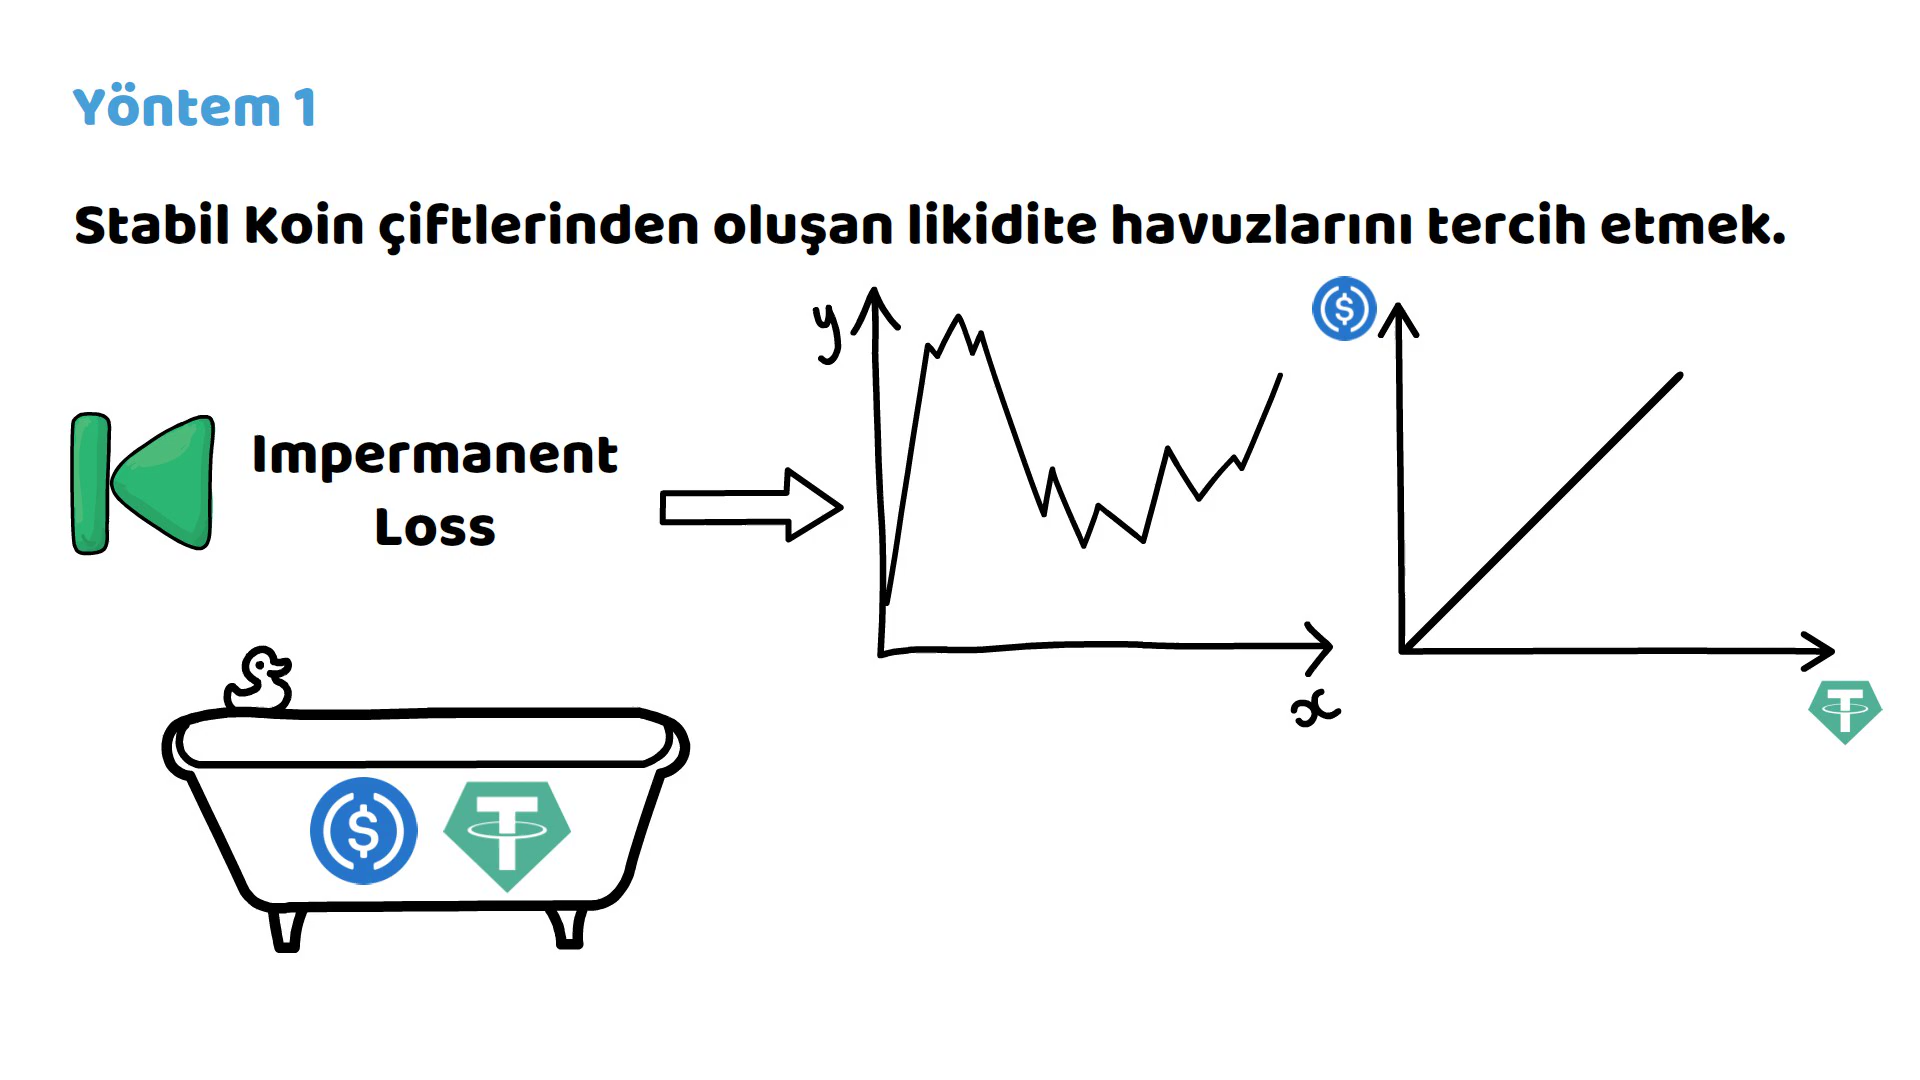 Yöntem 1
Stabil Koin çiftlerinden oluşan likidite havuzlarını tercih etmek.
Impermanent
Loss
y
x